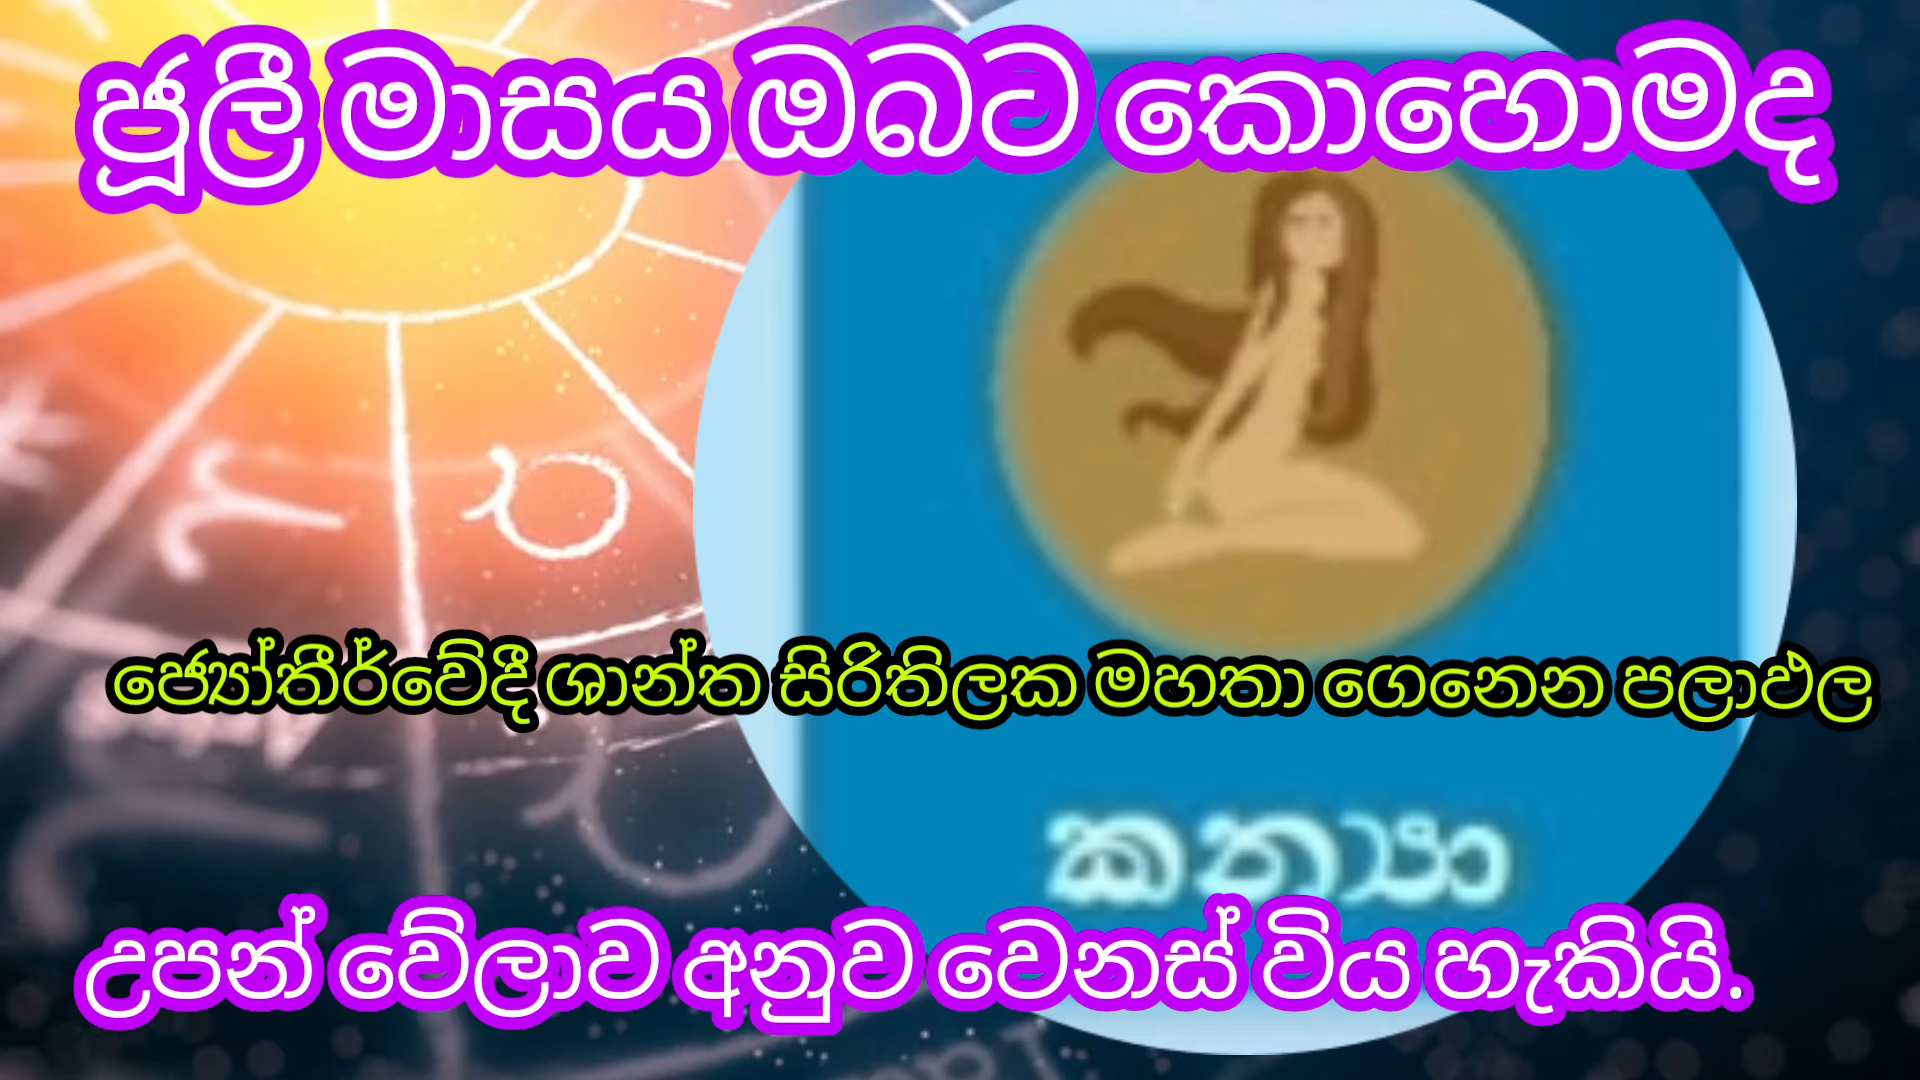 ජූලී මාසය ඔබට කොහොමද
ජ්‍යෝතීර්වේදී ශාන්ත සිරිතිලක මහතා ගෙනෙන පලාඵල
කන්‍යා
උපන් වේලාව අනුව වෙනස් විය හැකියි.